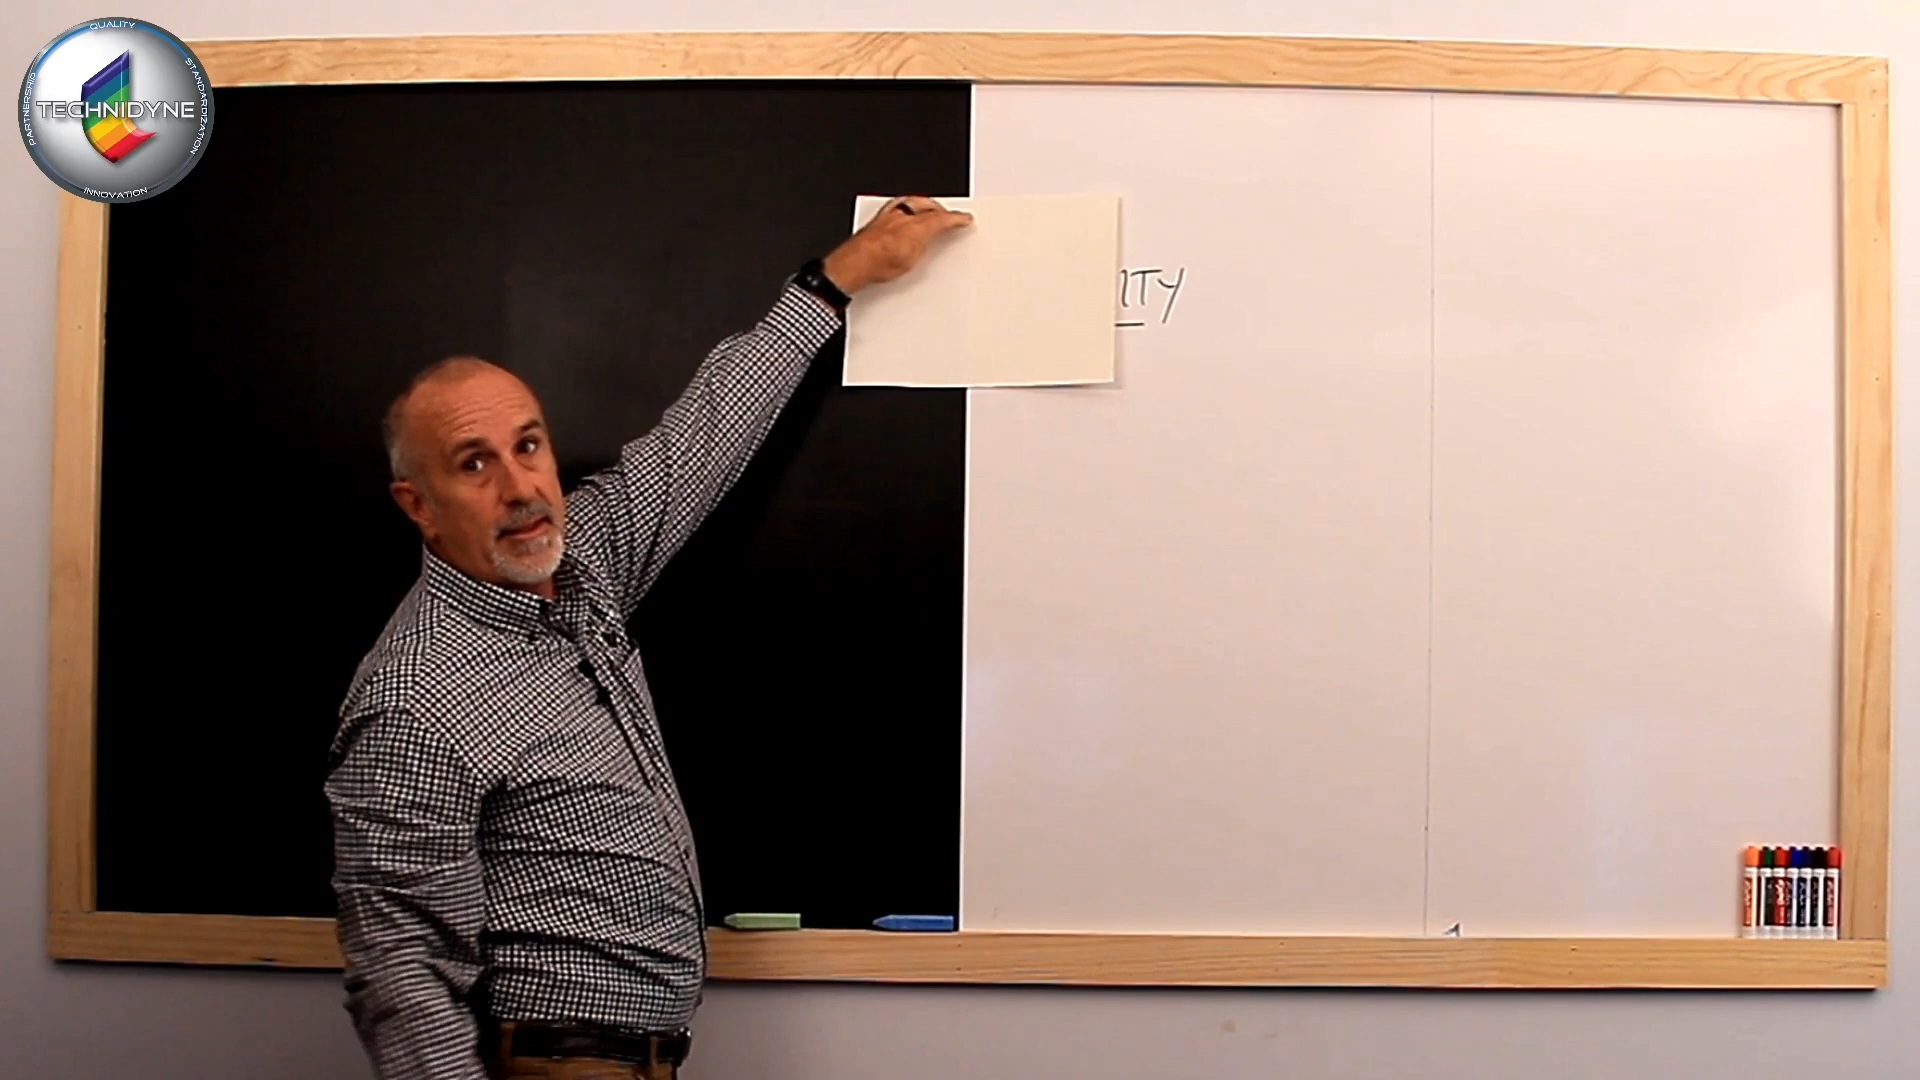 QUALITY
PARTNERSHIP
TECHNIDYNE
STANDARDIZATION
INNOVATION
ITY